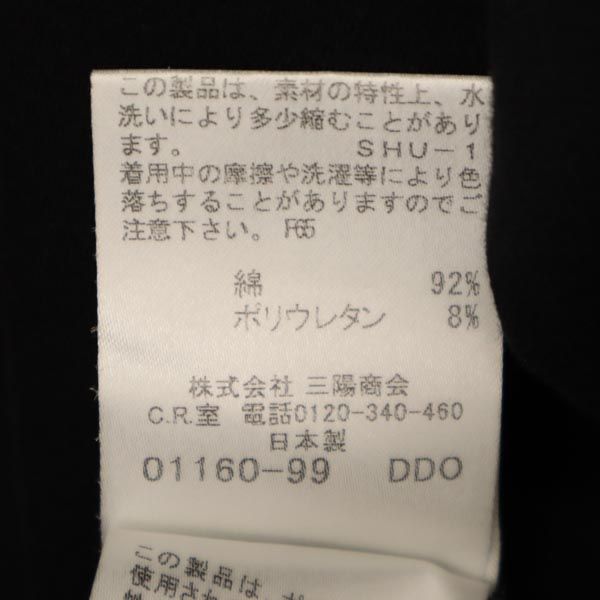 この製品は、素材の特性上、水
洗いにより多少縮むことがあり
ます。 SHU-1
着用中の摩擦や洗濯等により色
落ちすることがありますのでご
注意下さい。 F65
綿 92%
ポリウレタン 8%
株式会社 三陽商会
C.R.室 電話0120-340-460
日本製
01160-99 DDO
この製品は、ポ
使用され